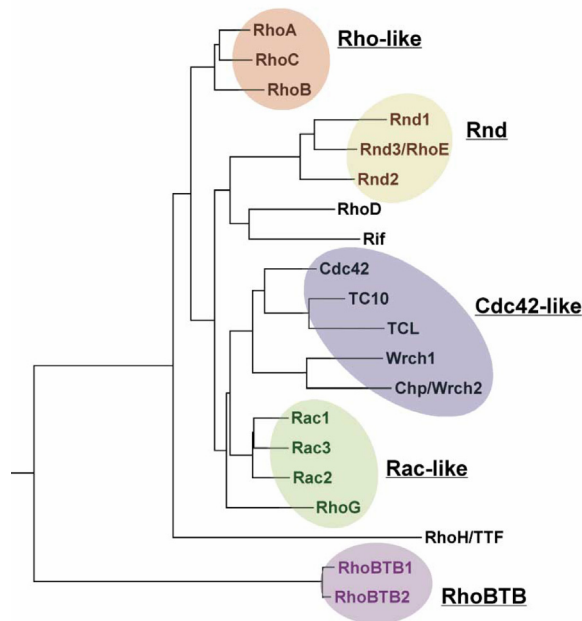 RhoA
Rho-like
RhoC
RhoB
Rnd1
Rnd
Rnd3/RhoE
Rnd2
RhoD
Rif
Cdc42
TC10
Cdc42-like
TCL
Wrch1
Chp/Wrch2
Rac1
Rac3
Rac-like
Rac2
RhoG
RhoH/TTF
RhoBTB1
RhoBTB2
RhoBTB